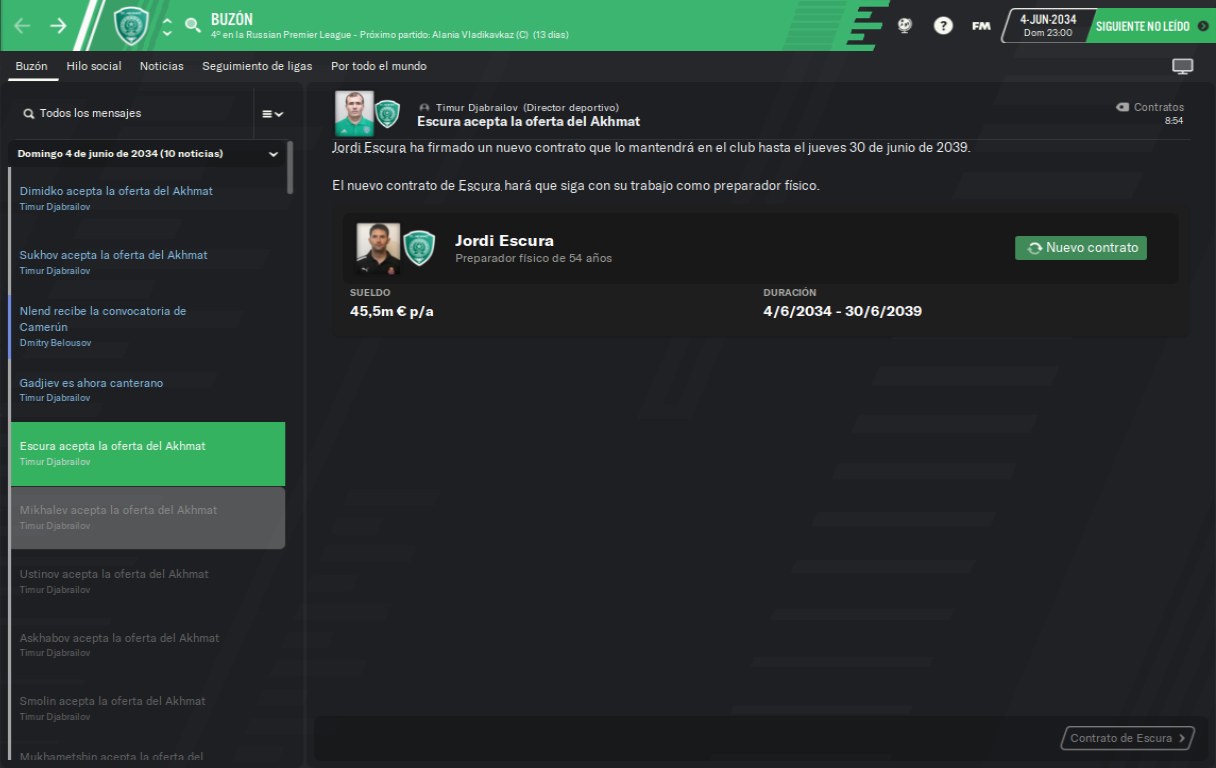 BUZÓN
4º en la Russian Premier League - Próximo partido: Alania Vladikavkaz (C) (13 días)
?
FM
4-JUN-2034
Dom 23:00
SIGUIENTE NO LEÍDO
Buzón
Hilo social
Noticias
Seguimiento de ligas
Por todo el mundo
Todos los mensajes
Domingo 4 de junio de 2034 (10 noticias)
Dimidko acepta la oferta del Akhmat
Timur Djabrailov
Sukhov acepta la oferta del Akhmat
Timur Djabrailov
Nlend recibe la convocatoria de
Camerún
Dmitry Belousov
Gadjiev es ahora canterano
Timur Djabrailov
Escura acepta la oferta del Akhmat
Timur Djabrailov
Mikhalev acepta la oferta del Akhmat
Timur Djabrailov
Ustinov acepta la oferta del Akhmat
Timur Djabrailov
Askhabov acepta la oferta del Akhmat
Timur Djabrailov
Smolin acepta la oferta del Akhmat
Timur Djabrailov
Mukhametshin acepta la oferta del
Timur Djabrailov (Director deportivo)
Escura acepta la oferta del Akhmat
Contratos
8:54
Jordi Escura ha firmado un nuevo contrato que lo mantendrá en el club hasta el jueves 30 de junio de 2039.
El nuevo contrato de Escura hará que siga con su trabajo como preparador físico.
Jordi Escura
Preparador físico de 54 años
Nuevo contrato
SUELDO
45,5m € p/a
DURACIÓN
4/6/2034 - 30/6/2039
Contrato de Escura